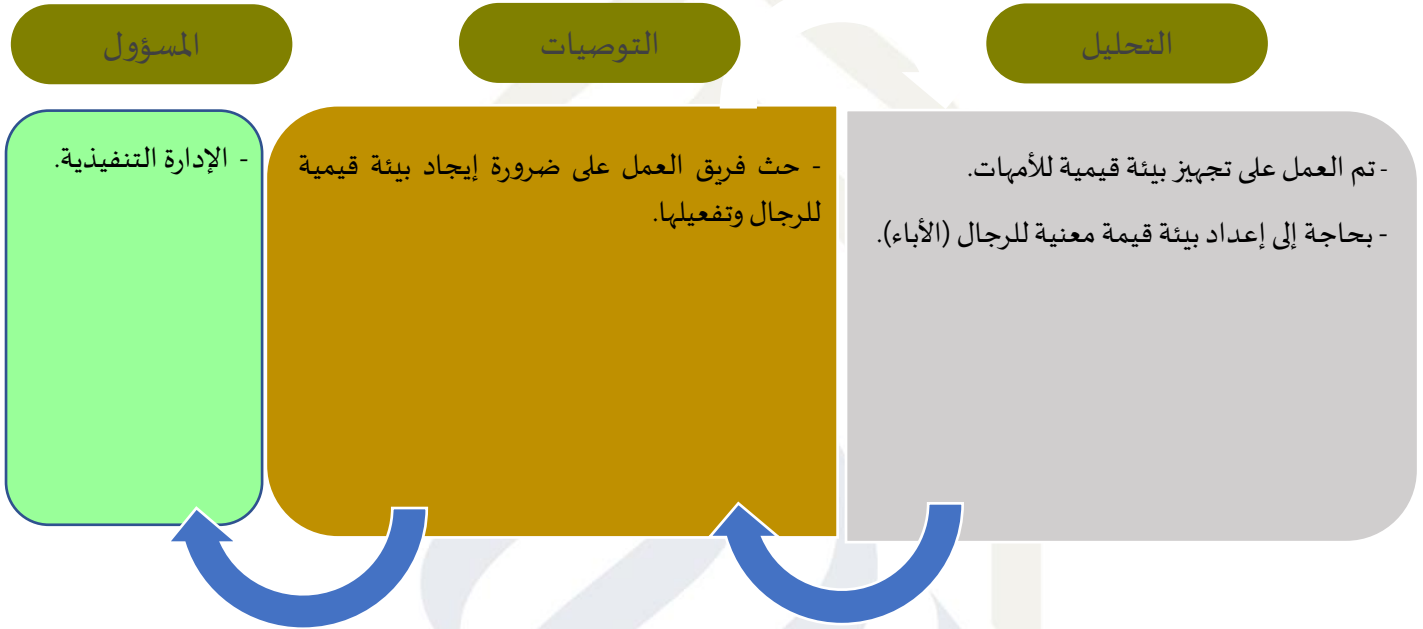 التحليل
التوصيات
المسؤول
- تم العمل على تجهيز بيئة قيمية للأمهات.
- بحاجة إلى إعداد بيئة قيمة معنية للرجال (الأباء).
- حث فريق العمل على ضرورة إيجاد بيئة قيمية
للرجال وتفعيلها.
- الإدارة التنفيذية.